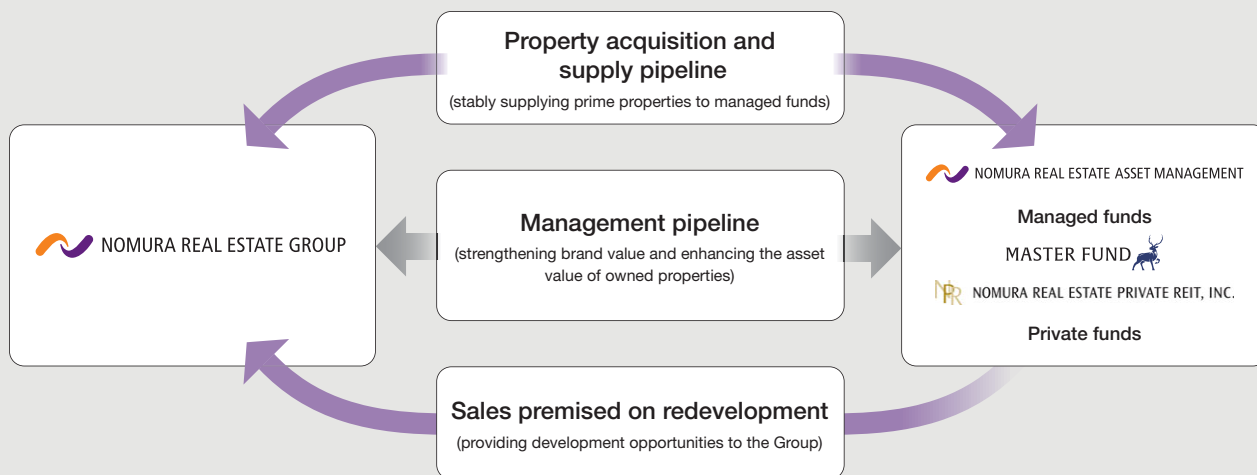 Property acquisition and
supply pipeline
(stably supplying prime properties to managed funds)
NOMURA REAL ESTATE GROUP
Management pipeline
(strengthening brand value and enhancing the asset
value of owned properties)
NOMURA REAL ESTATE ASSET MANAGEMENT
Managed funds
MASTER FUND
NPR NOMURA REAL ESTATE PRIVATE REIT, INC.
Private funds
Sales premised on redevelopment
(providing development opportunities to the Group)